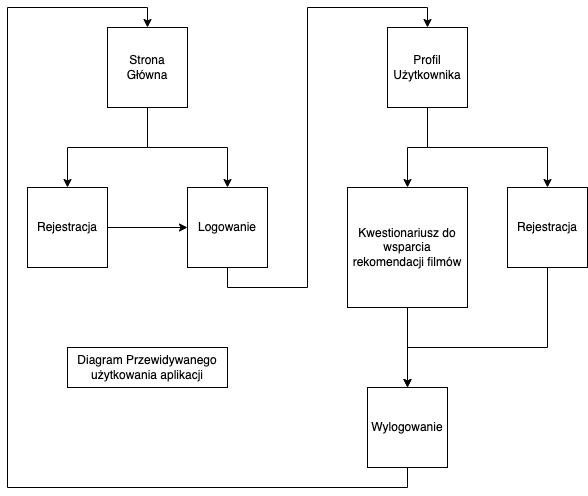 Strona
Główna
Profil
Użytkownika
Rejestracja
Logowanie
Kwestionariusz do
wsparcia
rekomendacji filmów
Rejestracja
Diagram Przewidywanego
użytkowania aplikacji
Wylogowanie